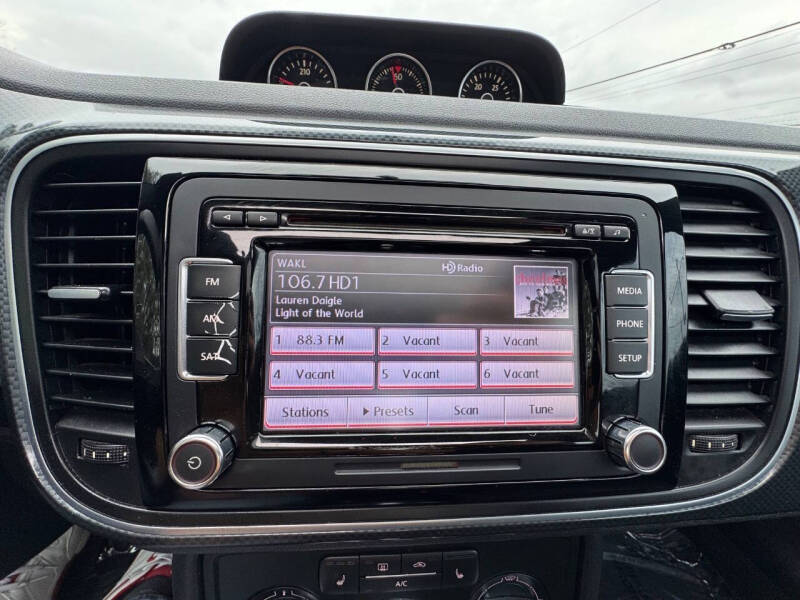 210
50
20 25
WAKL
HD Radio
106.7 HD1
Lauren Daigle
Light of the World
FM
AM
SAT
MEDIA
PHONE
SETUP
1 88.3 FM
2 Vacant
3 Vacant
4 Vacant
5 Vacant
6 Vacant
Stations
Presets
Scan
Tune
A/C